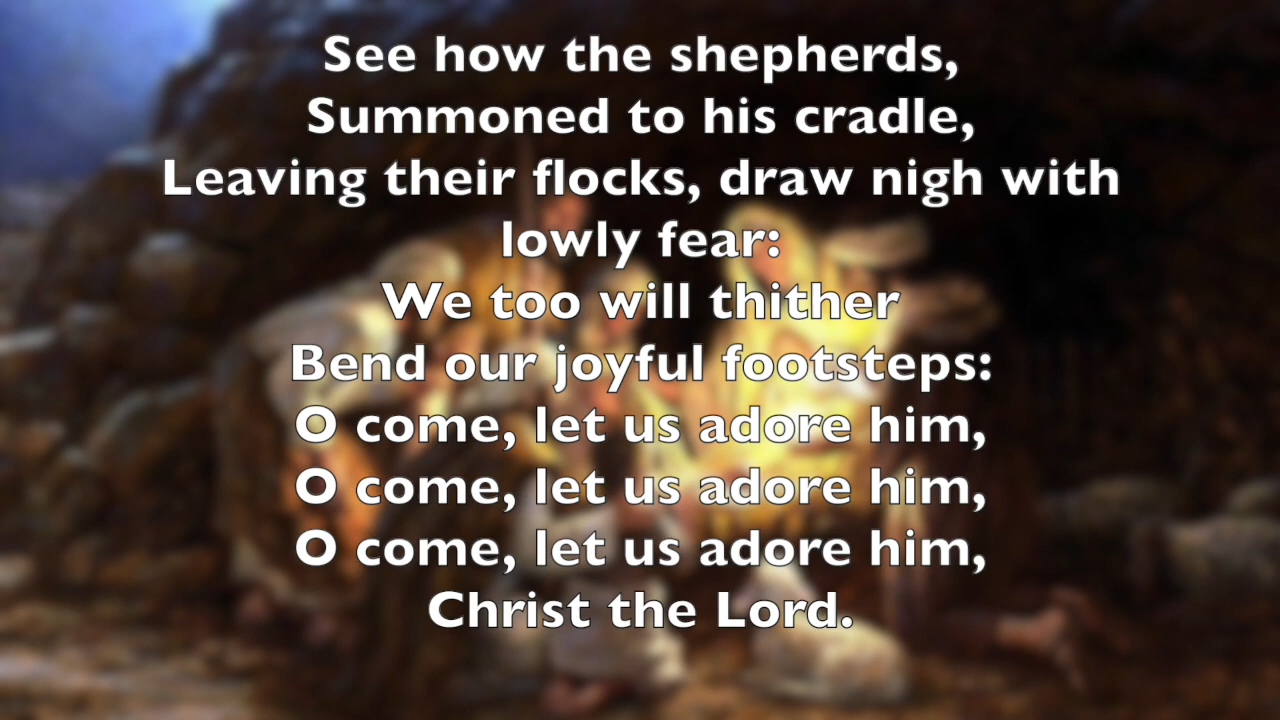 See how the shepherds,
Summoned to his cradle,
Leaving their flocks, draw nigh with
lowly fear:
We too will thither
Bend our joyful footsteps:
O come, let us adore him,
O come, let us adore him,
O come, let us adore him,
Christ the Lord.